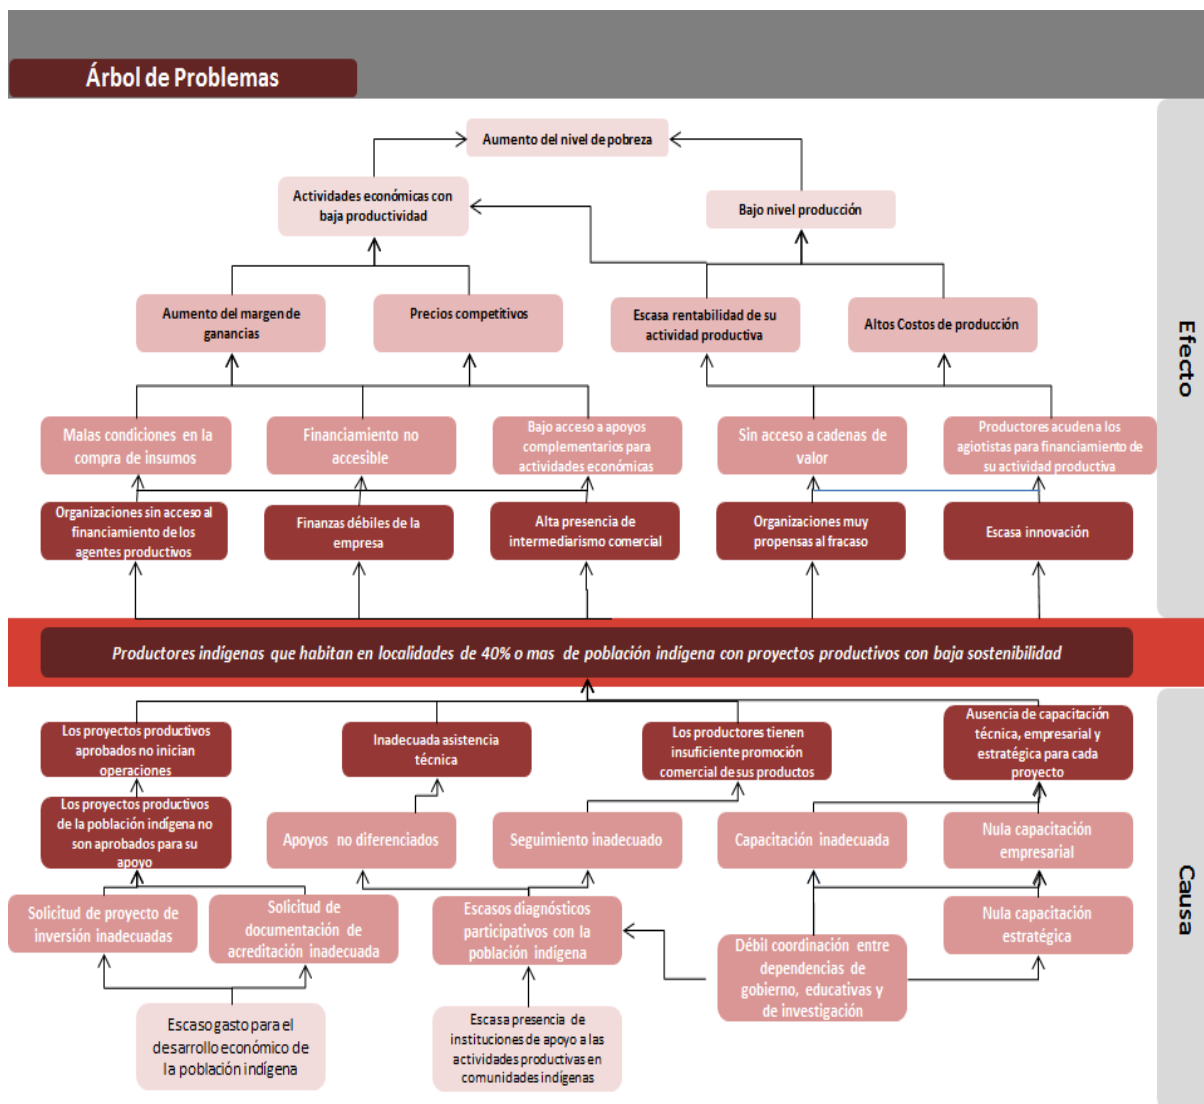 Árbol de Problemas
Aumento del nivel de pobreza
Actividades económicas con
baja productividad
Bajo nivel producción
Aumento del margen de
ganancias
Precios competitivos
Escasa rentabilidad de su
actividad productiva
Altos Costos de producción
Efecto
Malas condiciones en la
compra de insumos
Financiamiento no
accesible
Bajo acceso a apoyos
complementarios para
actividades económicas
Sin acceso a cadenas de
valor
Productores acuden a los
agiotistas para financiamiento de
su actividad productiva
Organizaciones sin acceso al
financiamiento de los
agentes productivos
Finanzas débiles de la
empresa
Alta presencia de
intermediarismo comercial
Organizaciones muy
propensas al fracaso
Escasa innovación
Productores indígenas que habitan en localidades de 40% o mas de población indígena con proyectos productivos con baja sostenibilidad
Los proyectos productivos
aprobados no inician
operaciones
Inadecuada asistencia
técnica
Los productores tienen
insuficiente promoción
comercial de sus productos
Ausencia de capacitación
técnica, empresarial y
estratégica para cada
proyecto
Los proyectos productivos
de la población indígena no
son aprobados para su
apoyo
Apoyos no diferenciados
Seguimiento inadecuado
Capacitación inadecuada
Nula capacitación
empresarial
Causa
Solicitud de proyecto de
inversión inadecuadas
Solicitud de
documentación de
acreditación inadecuada
Escasos diagnósticos
participativos con la
población indígena
Débil coordinación entre
dependencias de
gobierno, educativas y
de investigación
Nula capacitación
estratégica
Escaso gasto para el
desarrollo económico de
la población indígena
Escasa presencia de
instituciones de apoyo a las
actividades productivas en
comunidades indígenas